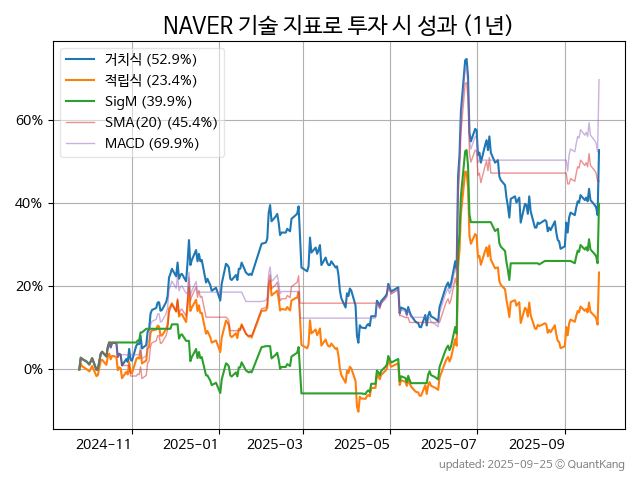 NAVER 기술 지표로 투자 시 성과 (1년)
거치식 (52.9%)
적립식 (23.4%)
SigM (39.9%)
SMA(20) (45.4%)
MACD (69.9%)
60%
40%
20%
0%
2024-11 2025-01 2025-03 2025-05 2025-07 2025-09
updated: 2025-09-25 © QuantKang